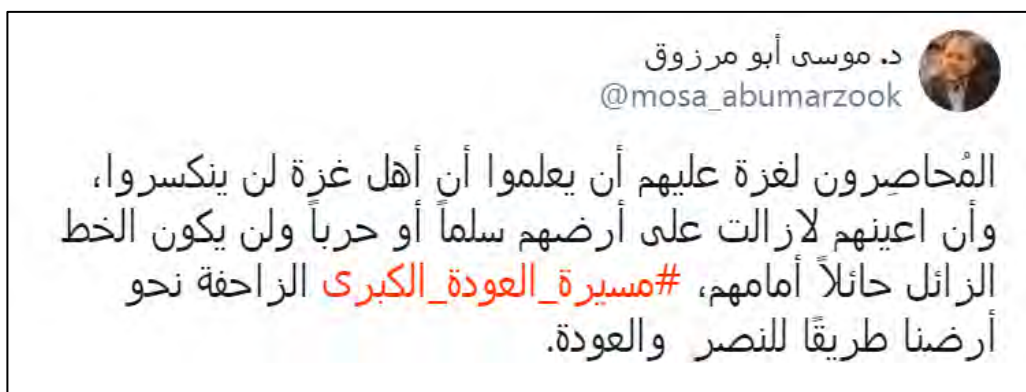 د. موسى أبو مرزوق
@mosa_abumarzook
المُحاصِرون لغزة عليهم أن يعلموا أن أهل غزة لن ينكسروا،
وأن اعينهم لازالت على أرضهم سلماً أو حرباً ولن يكون الخط
الزائل حائلاً أمامهم، #مسيرة_العودة_الكبرى الزاحفة نحو
أرضنا طريقًا للنصر والعودة.